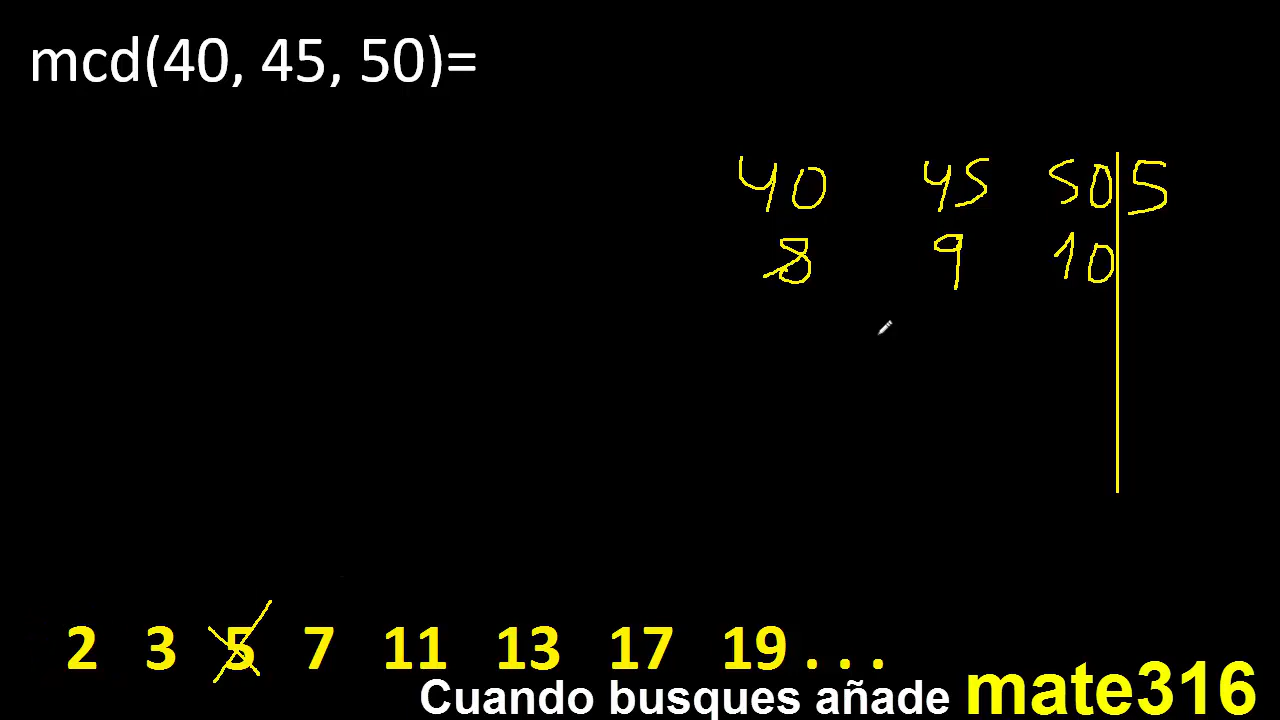 mcd(40, 45, 50)=
40 45 50 5
8 9 10
2 3 5 7 11 13 17 19 . . .
Cuando busques añade mate316